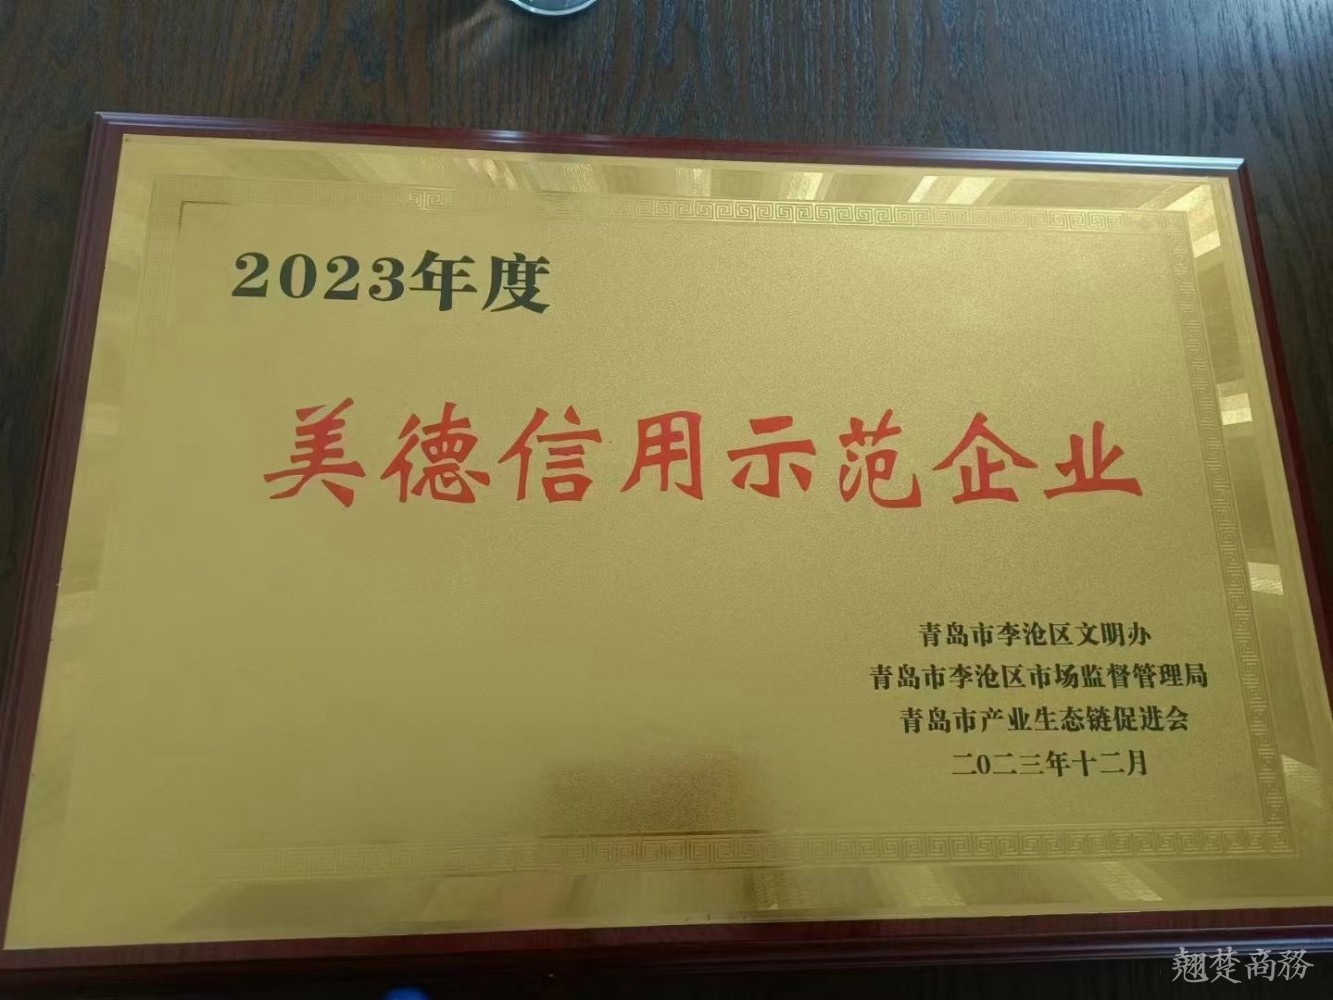 2023年度
美德信用示范企业
青岛市李沧区文明办
青岛市李沧区市场监督管理局
青岛市产业生态链促进会
二0二三年十二月
翘楚商務